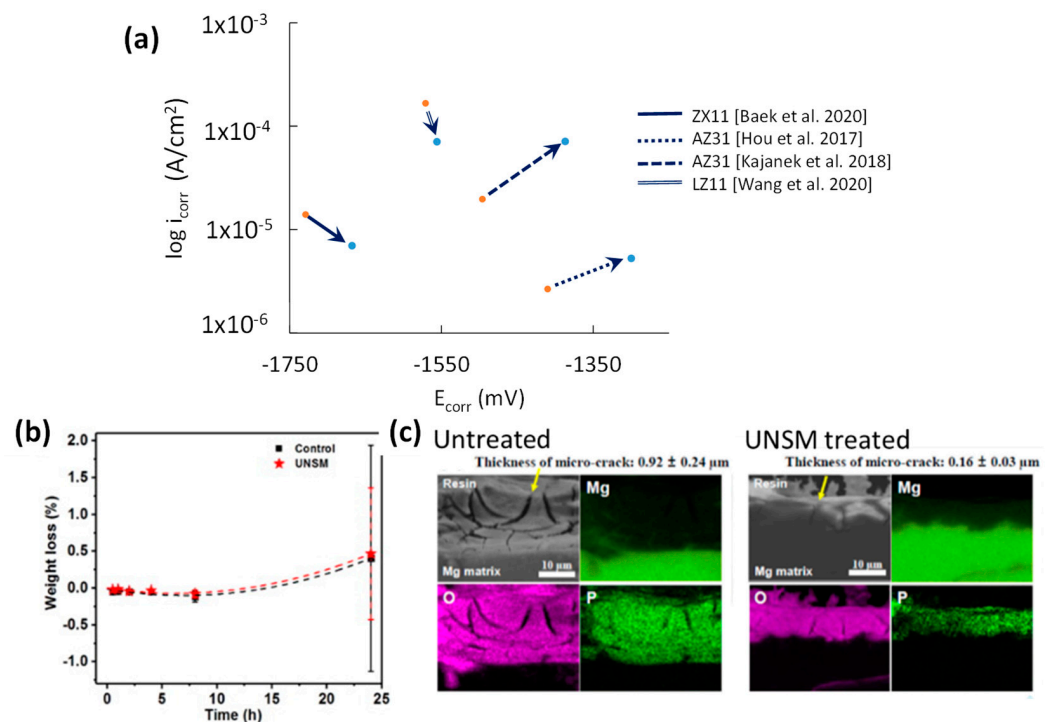 (a)
1x10-3
1x10-4
1x10-5
1x10-6
log icorr (A/cm2)
-1750
-1550
-1350
Ecorr (mV)
ZX11 [Baek et al. 2020]
AZ31 [Hou et al. 2017]
AZ31 [Kajanek et al. 2018]
LZ11 [Wang et al. 2020]
(b)
2.0
1.5
1.0
0.5
0.0
-0.5
-1.0
Weight loss (%)
Control
UNSM
0
5
10
15
20
25
Time (h)
(c)
Untreated
Thickness of micro-crack: 0.92 ± 0.24 μm
Resin
Mg
Mg matrix
10 μm
O
P
UNSM treated
Thickness of micro-crack: 0.16 ± 0.03 μm
Resin
Mg
Mg matrix
10 μm
O
P